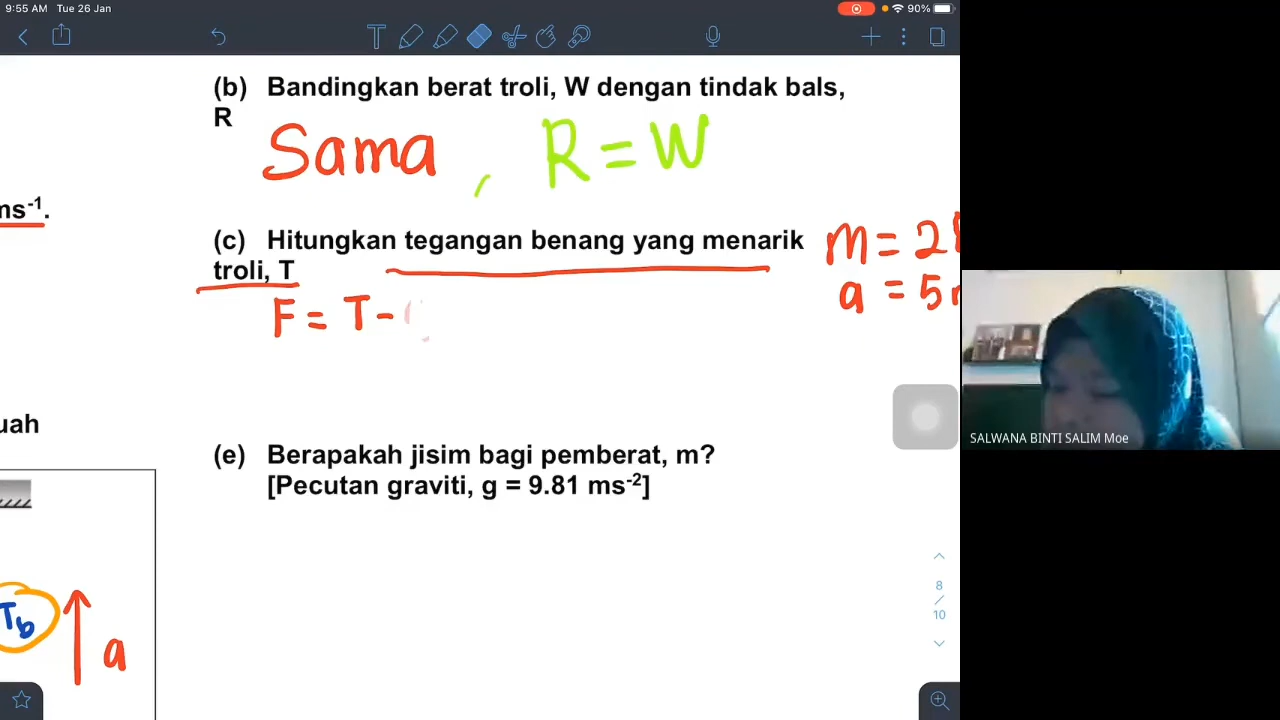 9:55 AM Tue 26 Jan
90%
(b) Bandingkan berat troli, W dengan tindak bals,
R
Sama , R = W
ms-1.
(c) Hitungkan tegangan benang yang menarik
troli, T
m = 2
a = 5
F = T -
uah
(e) Berapakah jisim bagi pemberat, m?
[Pecutan graviti, g = 9.81 ms-2]
Tb
a
8
/
10
SALWANA BINTI SALIM Moe